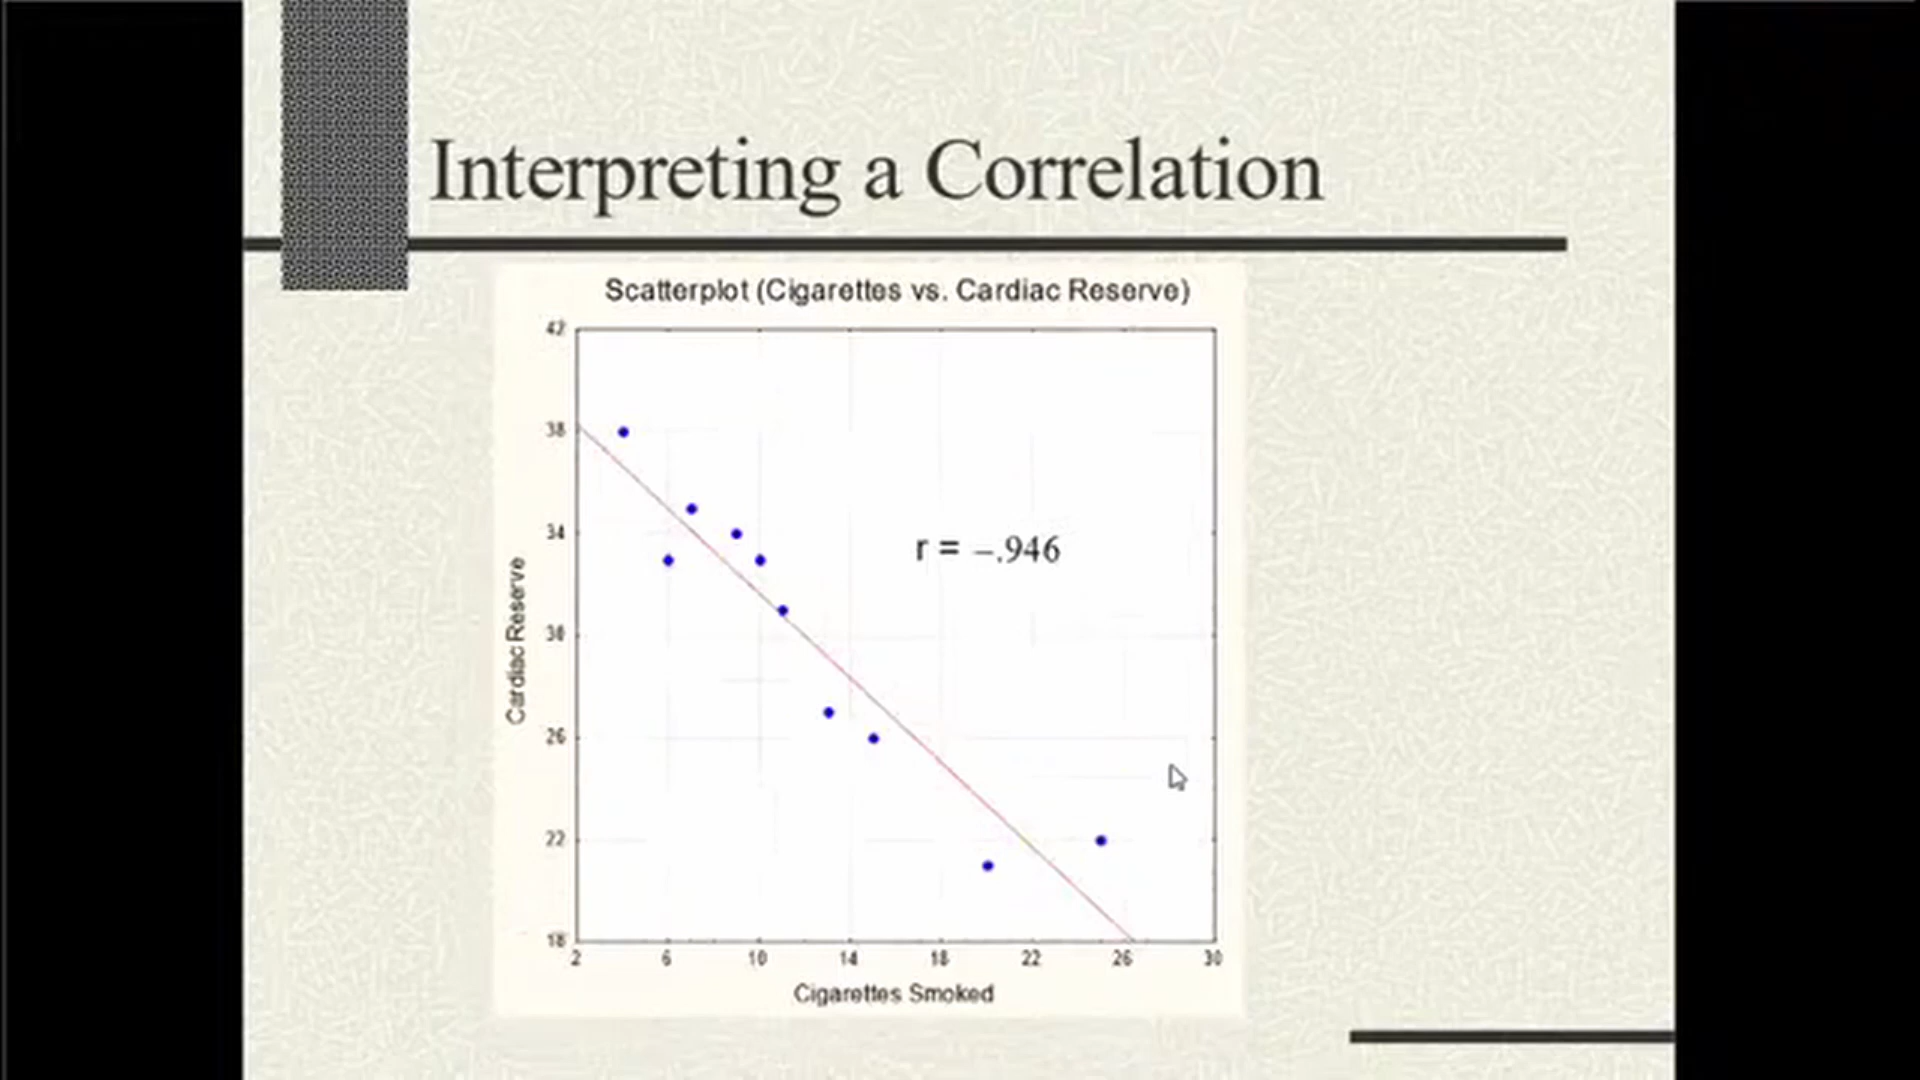 Interpreting a Correlation
Scatterplot (Cigarettes vs. Cardiac Reserve)
42
38
34
30
26
22
18
Cardiac Reserve
r = –.946
2 6 10 14 18 22 26 30
Cigarettes Smoked